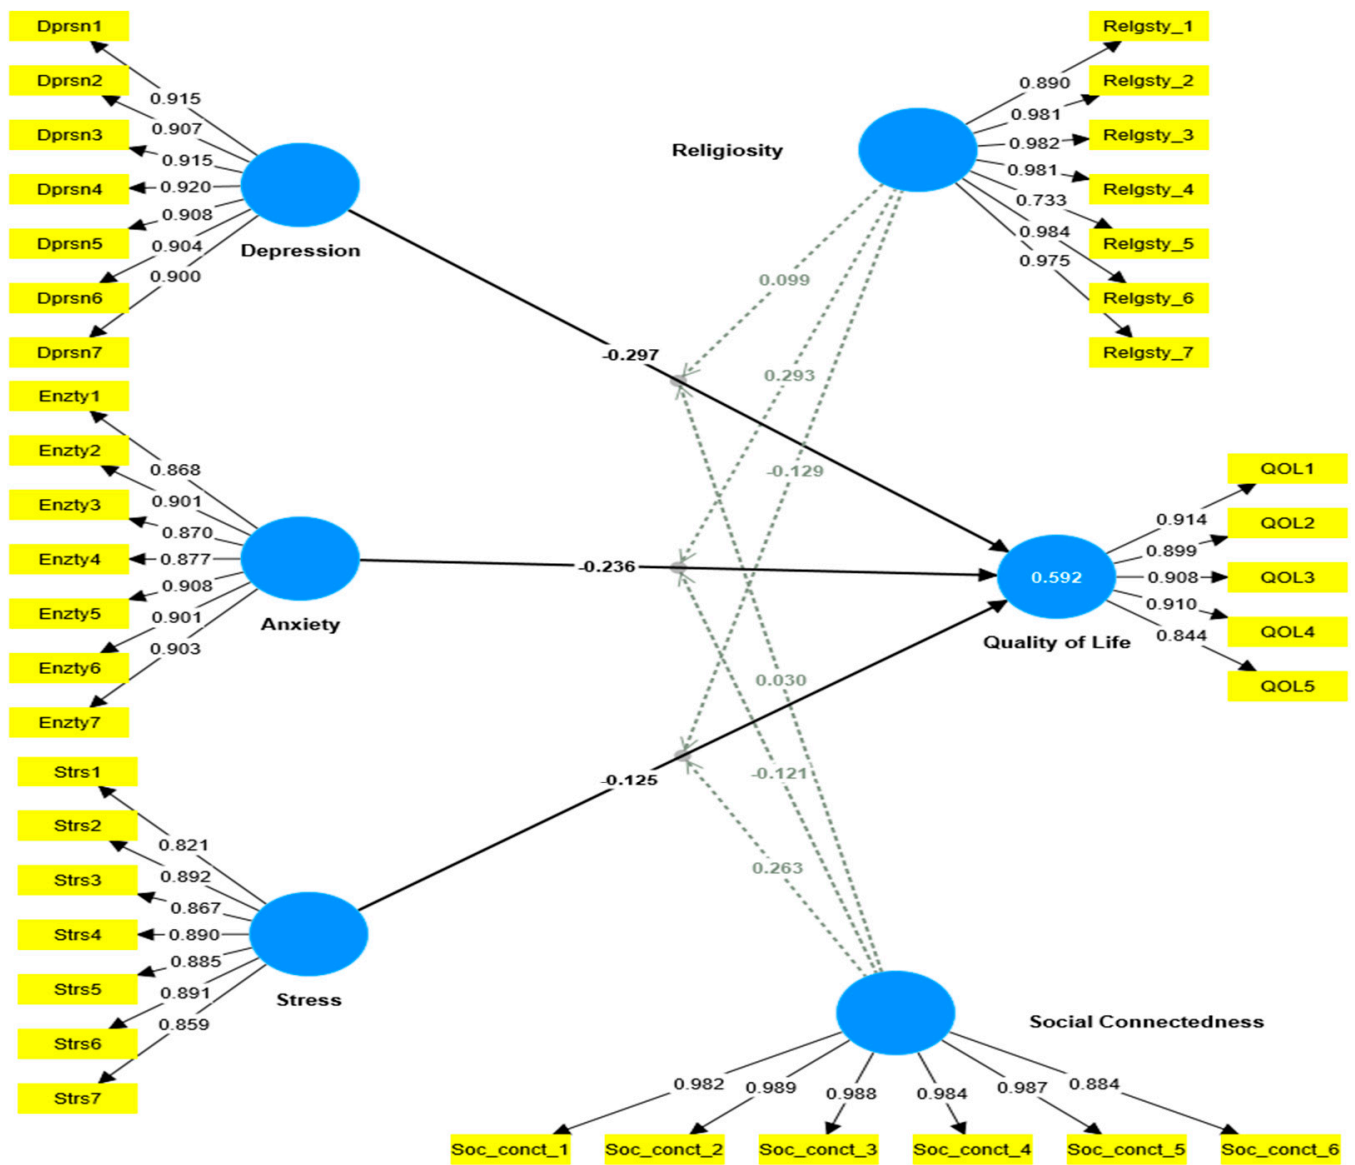 Dprsn1
Dprsn2
Dprsn3
Dprsn4
Dprsn5
Dprsn6
Dprsn7
0.915
0.907
0.915
0.920
0.908
0.904
0.900
Depression
Enzty1
Enzty2
Enzty3
Enzty4
Enzty5
Enzty6
Enzty7
0.868
0.901
0.870
0.877
0.908
0.901
0.903
Anxiety
Strs1
Strs2
Strs3
Strs4
Strs5
Strs6
Strs7
0.821
0.892
0.867
0.890
0.885
0.891
0.859
Stress
-0.297
-0.236
-0.125
0.099
0.293
-0.129
0.030
-0.121
0.263
Religiosity
0.890
0.981
0.982
0.981
0.733
0.984
0.975
Relgsty_1
Relgsty_2
Relgsty_3
Relgsty_4
Relgsty_5
Relgsty_6
Relgsty_7
0.592
Quality of Life
0.914
0.899
0.908
0.910
0.844
QOL1
QOL2
QOL3
QOL4
QOL5
Social Connectedness
0.982
0.989
0.988
0.984
0.987
0.884
Soc_conct_1
Soc_conct_2
Soc_conct_3
Soc_conct_4
Soc_conct_5
Soc_conct_6